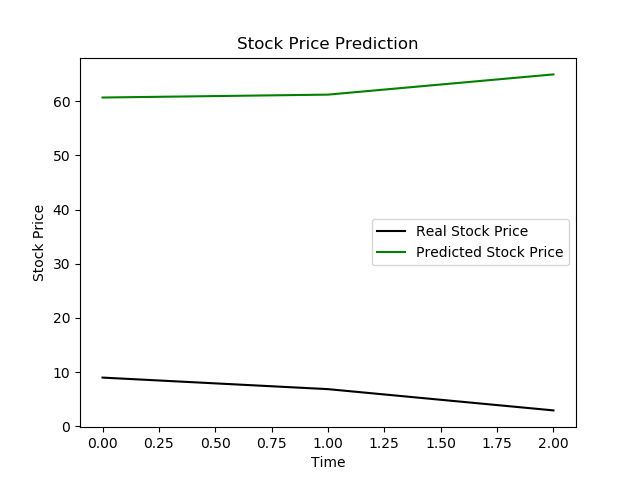 Stock Price Prediction
Stock Price
60
50
40
30
20
10
0
Real Stock Price
Predicted Stock Price
0.00 0.25 0.50 0.75 1.00 1.25 1.50 1.75 2.00
Time